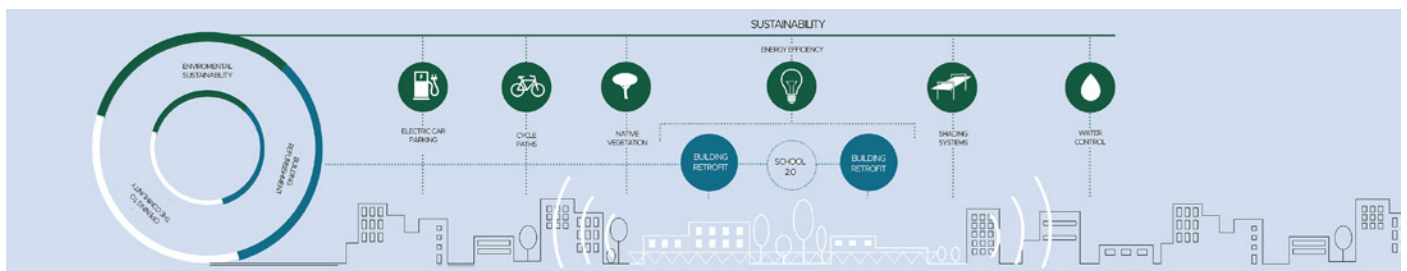 SUSTAINABILITY
ENERGY EFFICIENCY
ENVIROMENTAL
SUSTAINABILITY
BUILDING
REFURBISHMENT
OPENING TO
THE COMMUNITY
ELECTRIC CAR
PARKING
CYCLE
PATHS
NATIVE
VEGETATION
SHADING
SYSTEMS
WATER
CONTROL
BUILDING
RETROFIT
SCHOOL
2.0
BUILDING
RETROFIT